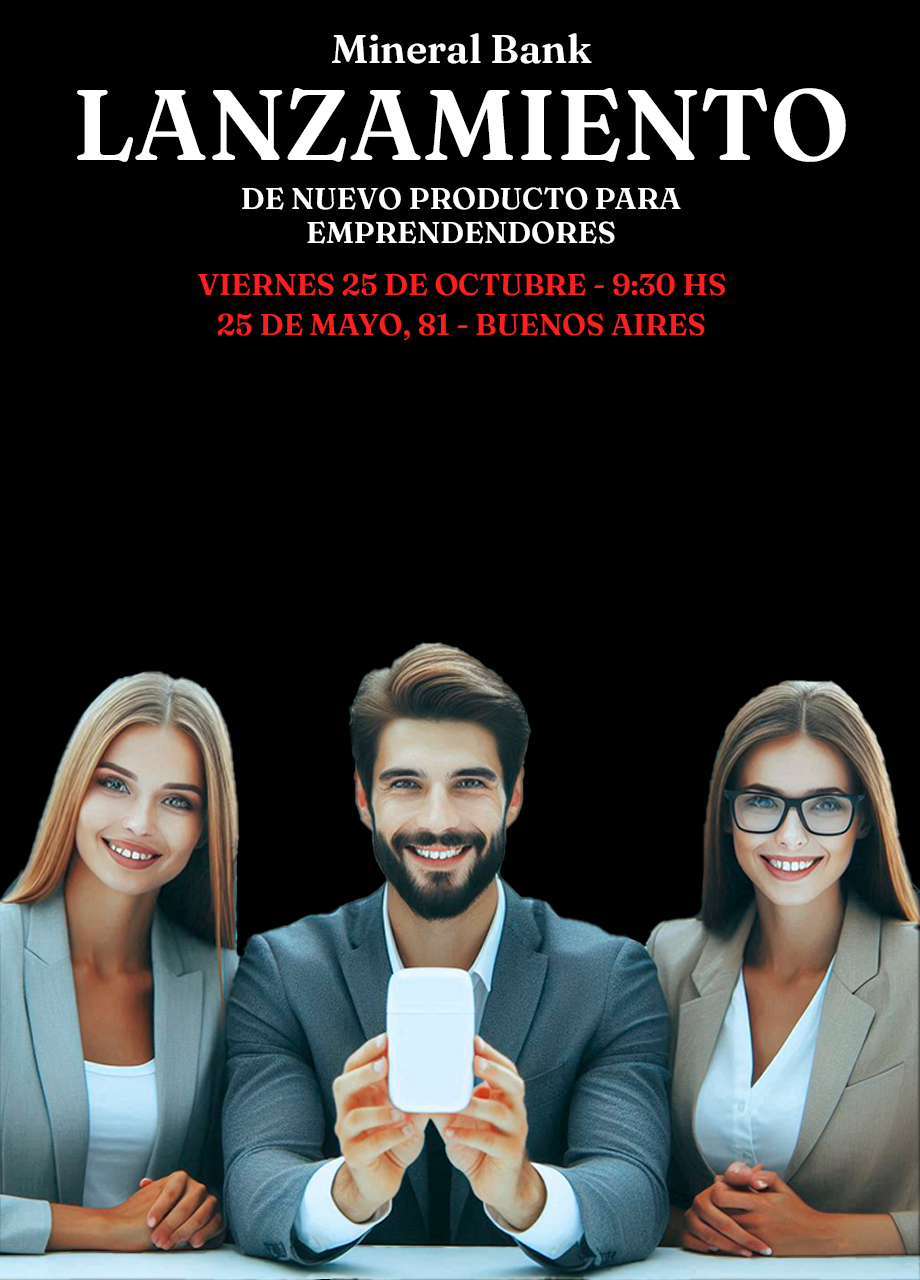 Mineral Bank
LANZAMIENTO
DE NUEVO PRODUCTO PARA
EMPRENDENDORES
VIERNES 25 DE OCTUBRE - 9:30 HS
25 DE MAYO, 81 - BUENOS AIRES